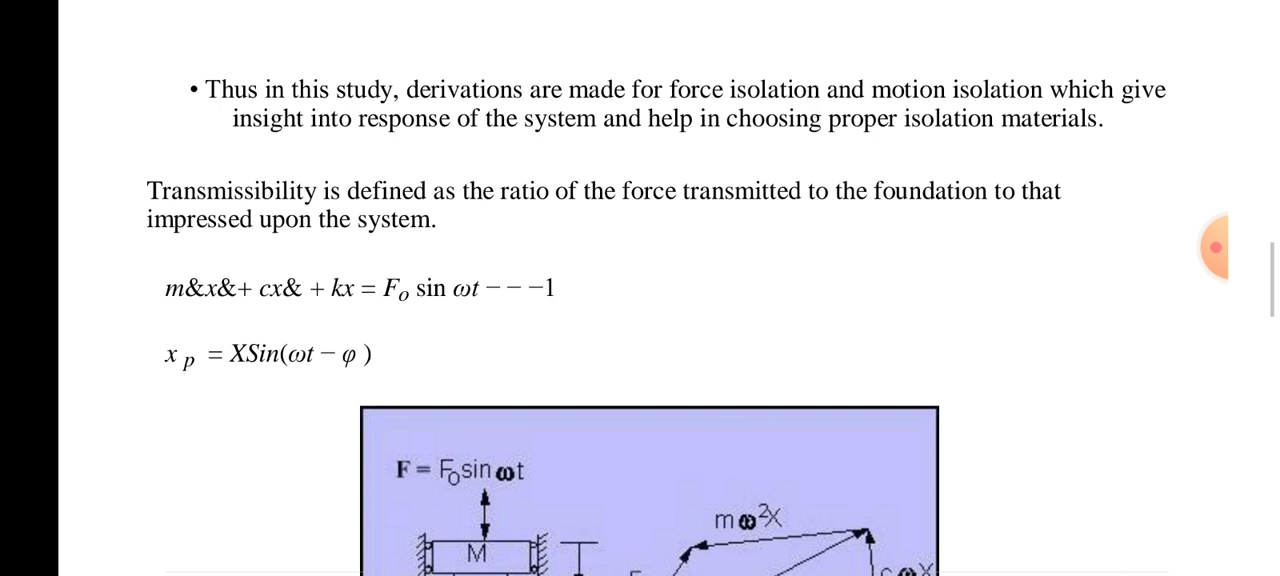 • Thus in this study, derivations are made for force isolation and motion isolation which give
insight into response of the system and help in choosing proper isolation materials.
Transmissibility is defined as the ratio of the force transmitted to the foundation to that
impressed upon the system.
m&x&+ cx& + kx = Fo sin ωt − − −1
x p = XSin(ωt − φ )
F = Fo sin ωt
mω²X
M
cωX